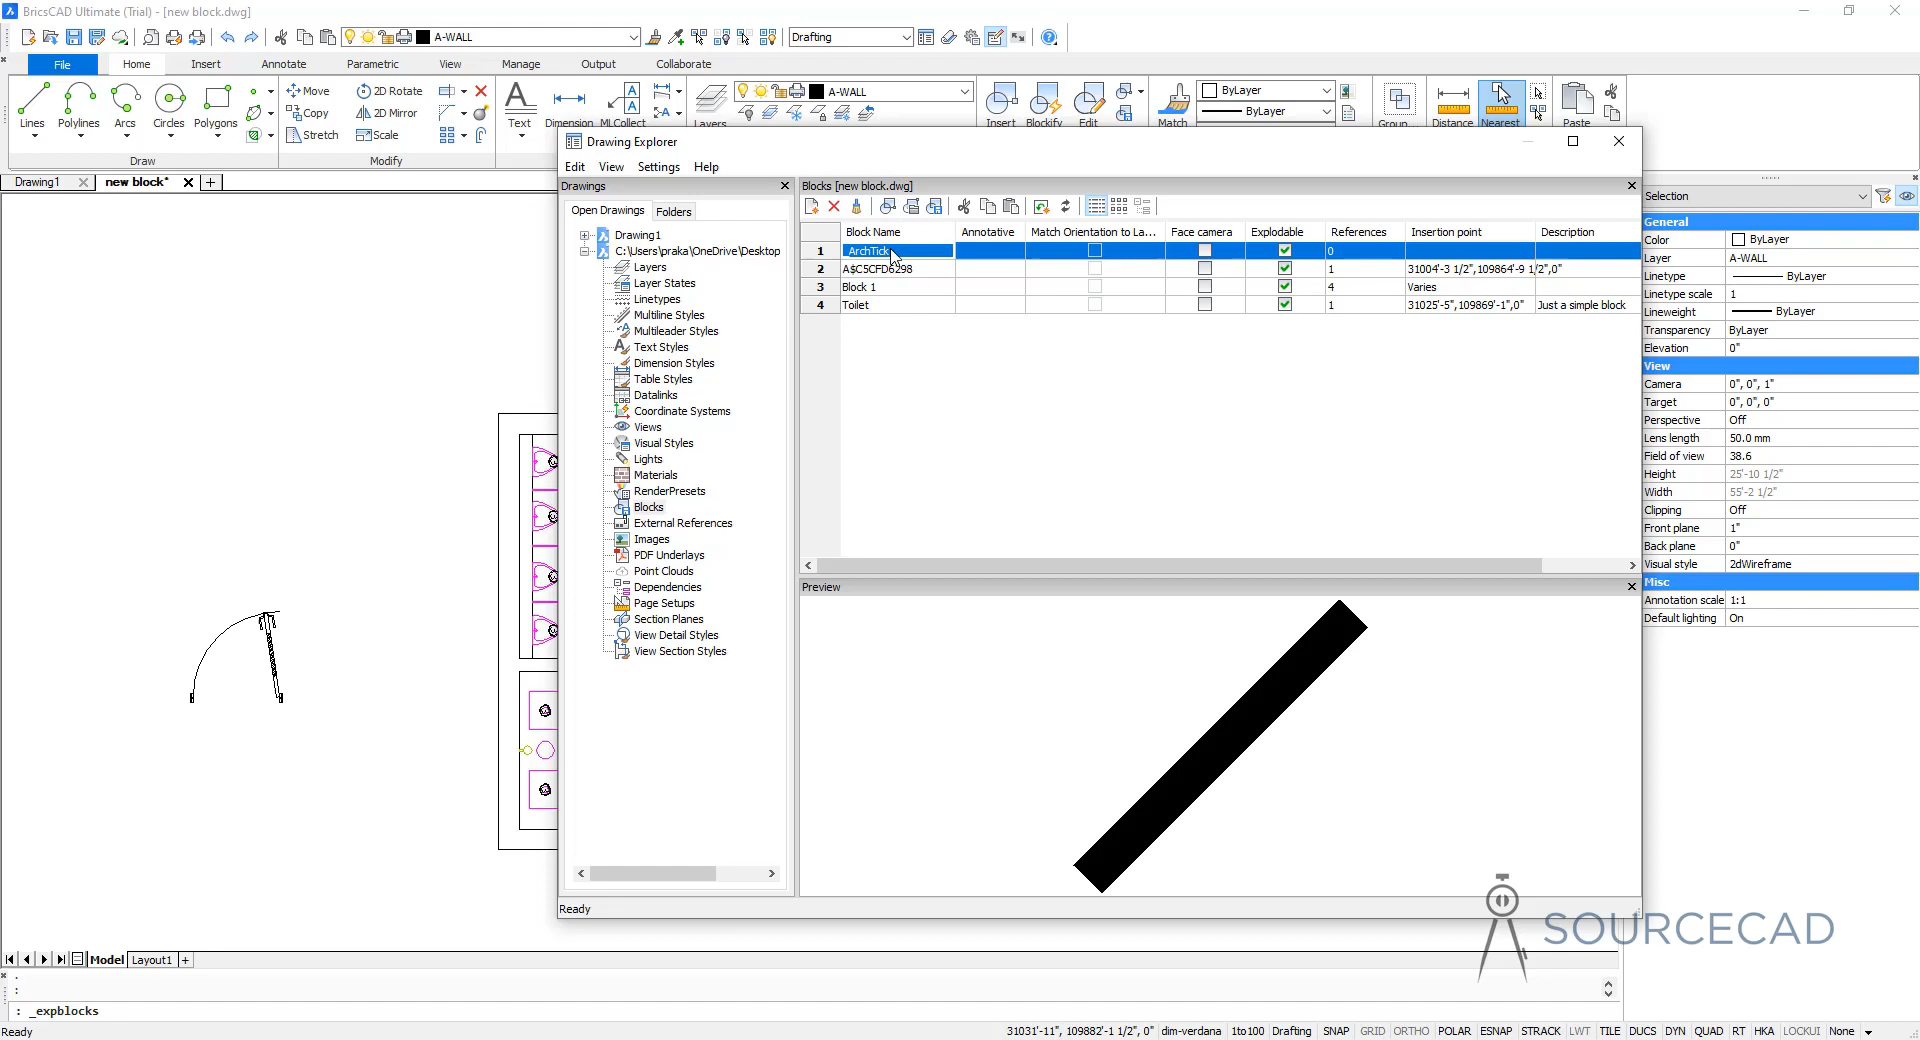 BricsCAD Ultimate (Trial) - [new block.dwg]
A-WALL
Drafting
File Home Insert Annotate Parametric View Manage Output Collaborate
Lines Polylines Arcs Circles Polygons
Draw
Move 2D Rotate
Copy 2D Mirror
Stretch Scale
Modify
Text Dimension MLCollect
Layers
A-WALL
Insert Blockify Edit
Match
ByLayer
ByLayer
Group
Distance Nearest
Paste
Drawing1 new block*
Drawing Explorer
Edit View Settings Help
Drawings
Open Drawings Folders
Drawing1
C:\Users\praka\OneDrive\Desktop
Layers
Layer States
Linetypes
Multiline Styles
Multileader Styles
Text Styles
Dimension Styles
Table Styles
Datalinks
Coordinate Systems
Views
Visual Styles
Lights
Materials
RenderPresets
Blocks
External References
Images
PDF Underlays
Point Clouds
Dependencies
Page Setups
Section Planes
View Detail Styles
View Section Styles
Blocks [new block.dwg]
Block Name Annotative Match Orientation to La... Face camera Explodable References Insertion point Description
1 _ArchTick 0
2 A$C5CFD6298 1 31004'-3 1/2",109864'-9 1/2",0"
3 Block 1 4 Varies
4 Toilet 1 31025'-5",109869'-1",0" Just a simple block
Preview
Ready
Selection
General
Color ByLayer
Layer A-WALL
Linetype ByLayer
Linetype scale 1
Lineweight ByLayer
Transparency ByLayer
Elevation 0"
View
Camera 0", 0", 1"
Target 0", 0", 0"
Perspective Off
Lens length 50.0 mm
Field of view 38.6
Height 25'-10 1/2"
Width 55'-2 1/2"
Clipping Off
Front plane 1"
Back plane 0"
Visual style 2dWireframe
Misc
Annotation scale 1:1
Default lighting On
SOURCECAD
Model Layout1
:
: _expblocks
Ready
31031'-11", 109882'-1 1/2", 0" dim-verdana 1to100 Drafting SNAP GRID ORTHO POLAR ESNAP STRACK LWT TILE DUCS DYN QUAD RT HKA LOCKUI None